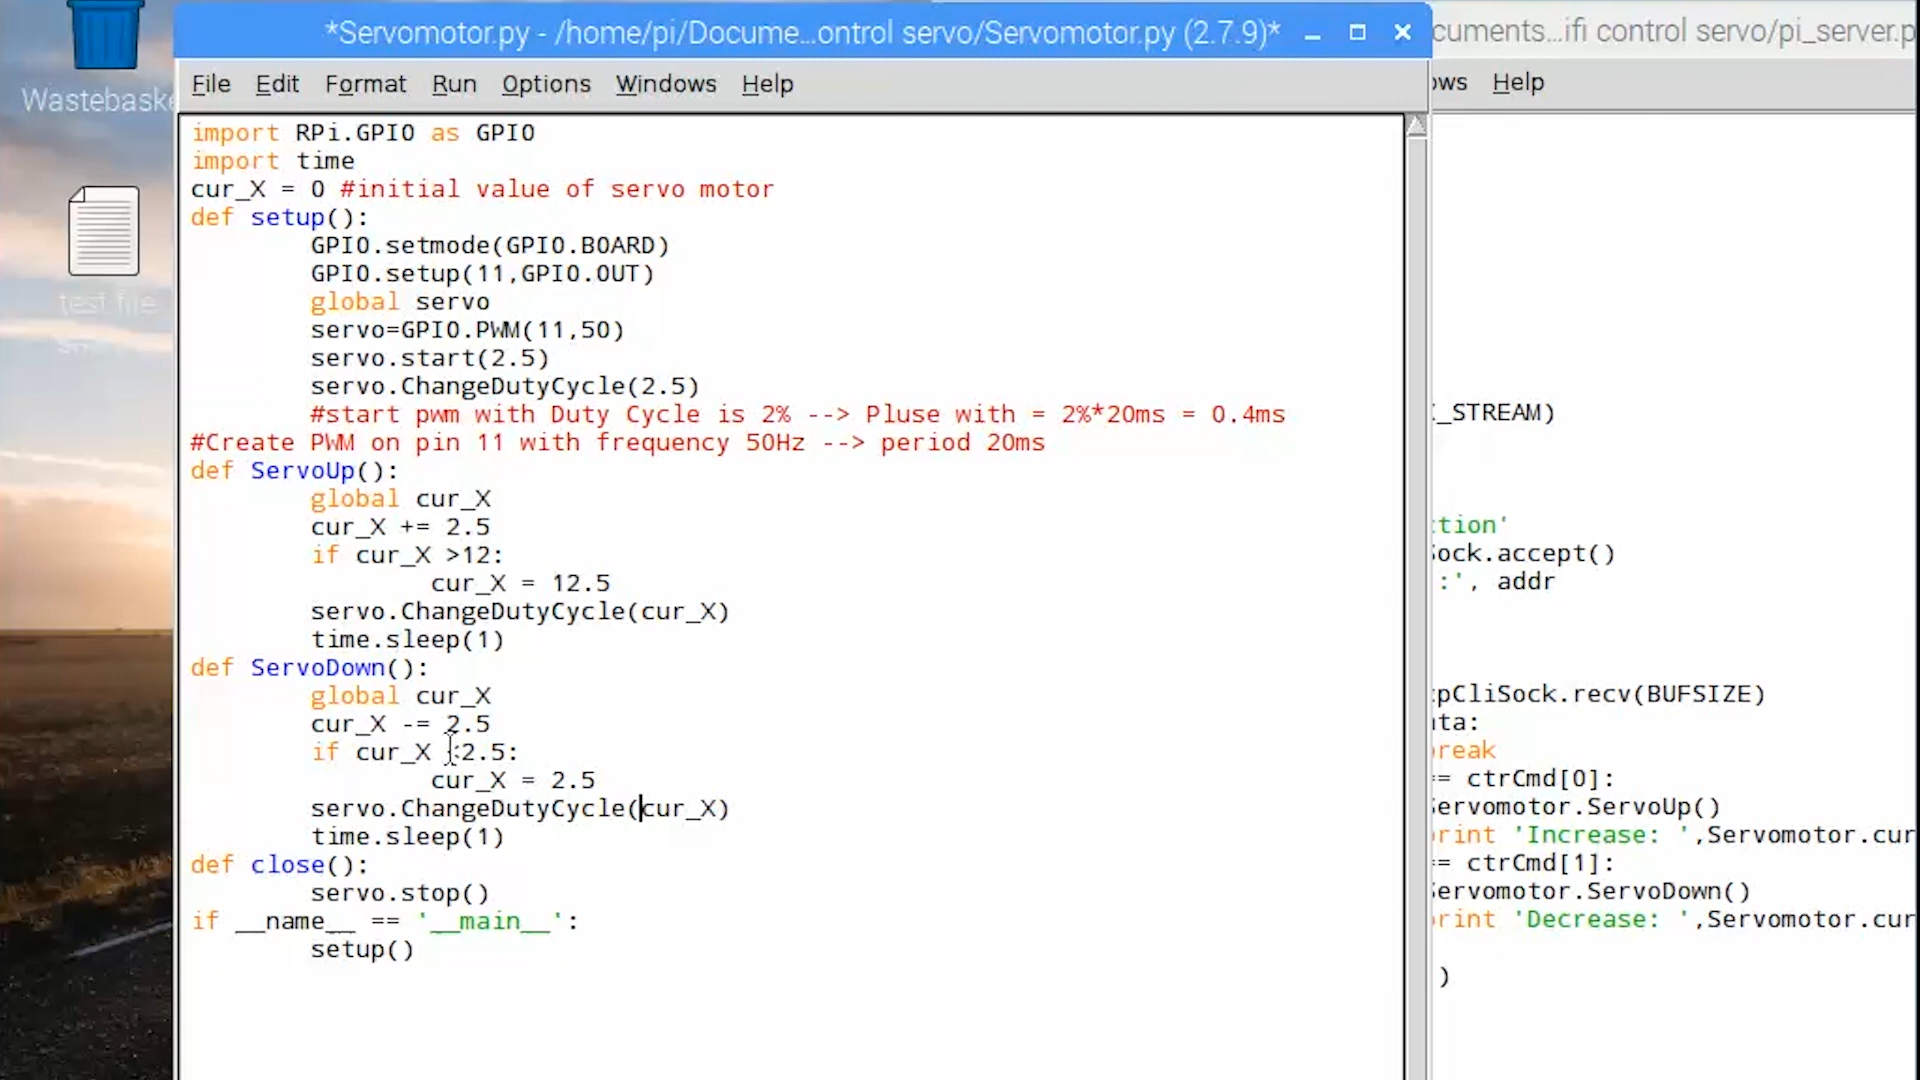 *Servomotor.py - /home/pi/Docume...ontrol servo/Servomotor.py (2.7.9)*
cuments...ifi control servo/pi_server.p
File Edit Format Run Options Windows Help
ows Help
Wastebaske
test file
import RPi.GPIO as GPIO
import time
cur_X = 0 #initial value of servo motor
def setup():
GPIO.setmode(GPIO.BOARD)
GPIO.setup(11,GPIO.OUT)
global servo
servo=GPIO.PWM(11,50)
servo.start(2.5)
servo.ChangeDutyCycle(2.5)
#start pwm with Duty Cycle is 2% --> Pluse with = 2%*20ms = 0.4ms
#Create PWM on pin 11 with frequency 50Hz --> period 20ms
def ServoUp():
global cur_X
cur_X += 2.5
if cur_X >12:
cur_X = 12.5
servo.ChangeDutyCycle(cur_X)
time.sleep(1)
def ServoDown():
global cur_X
cur_X -= 2.5
if cur_X <2.5:
cur_X = 2.5
servo.ChangeDutyCycle(cur_X)
time.sleep(1)
def close():
servo.stop()
if __name__ == '__main__':
setup()
K_STREAM)
ction'
Sock.accept()
:', addr
cpCliSock.recv(BUFSIZE)
ata:
break
== ctrCmd[0]:
Servomotor.ServoUp()
print 'Increase: ',Servomotor.cur
== ctrCmd[1]:
Servomotor.ServoDown()
print 'Decrease: ',Servomotor.cur
)